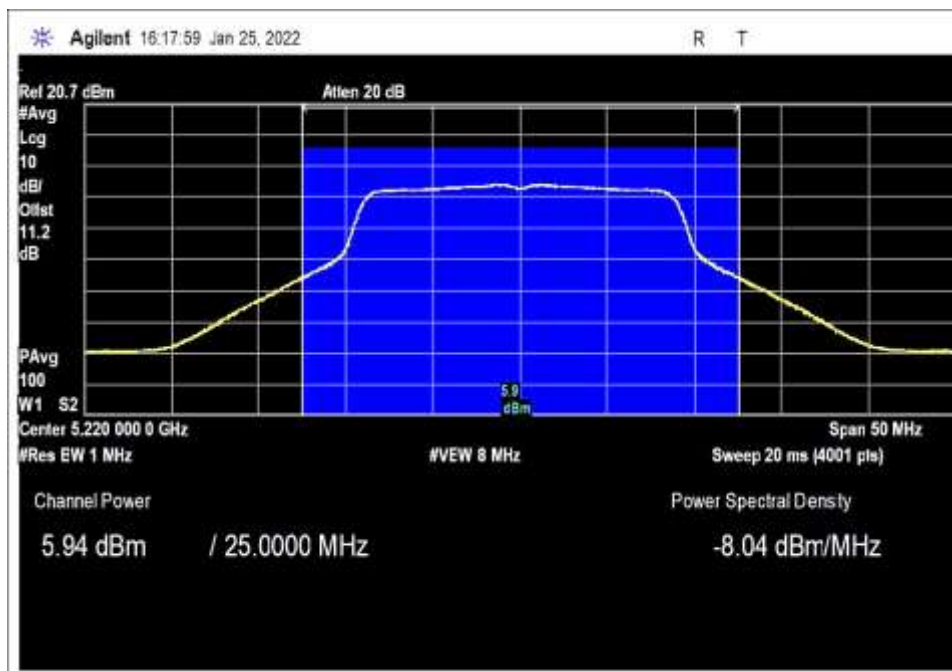 Agilent 16:17:59 Jan 25, 2022 R T
Ref 20.7 dBm Atten 20 dB
#Avg
Log
10
dB/
Offst
11.2
dB
5.9
dBm
PAvg
100
W1 S2
Center 5.220 000 0 GHz Span 50 MHz
#Res BW 1 MHz #VBW 8 MHz Sweep 20 ms (4001 pts)
Channel Power Power Spectral Density
5.94 dBm / 25.0000 MHz -8.04 dBm/MHz